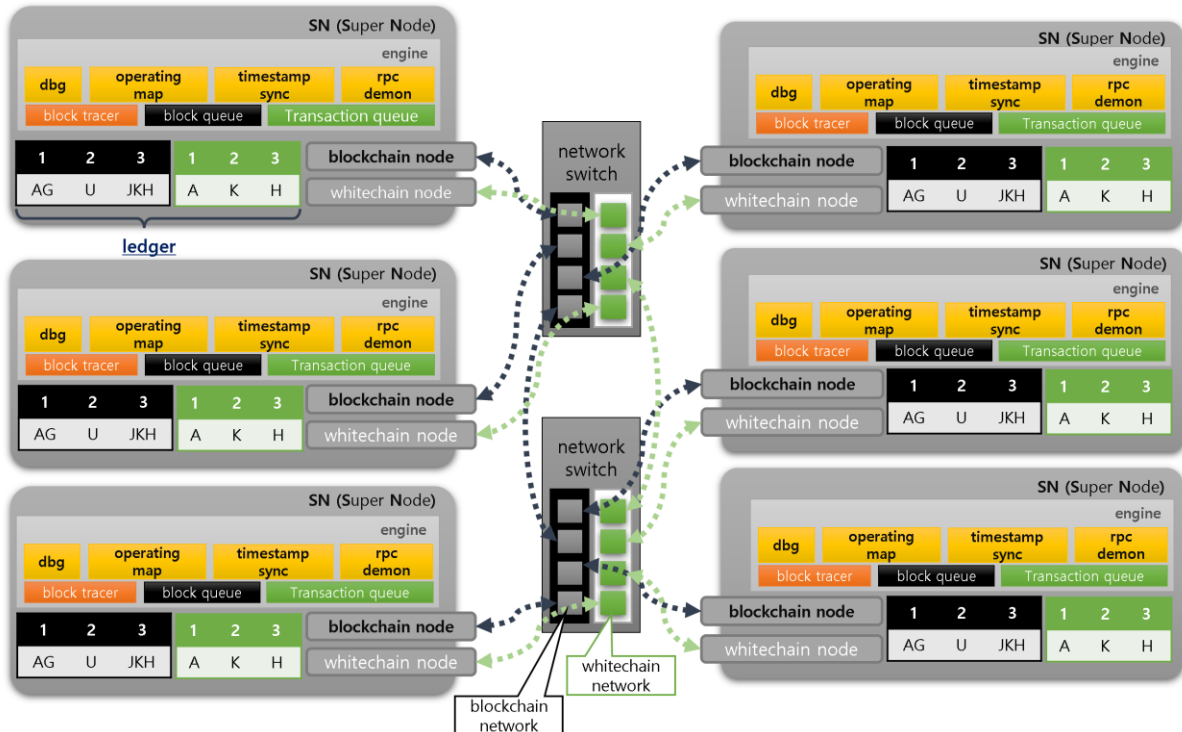 SN (Super Node)
engine
dbg
operating
map
timestamp
sync
rpc
demon
block tracer
block queue
Transaction queue
1 2 3 1 2 3
AG U JKH A K H
blockchain node
whitechain node
ledger
SN (Super Node)
engine
dbg
operating
map
timestamp
sync
rpc
demon
block tracer
block queue
Transaction queue
1 2 3 1 2 3
AG U JKH A K H
blockchain node
whitechain node
SN (Super Node)
engine
dbg
operating
map
timestamp
sync
rpc
demon
block tracer
block queue
Transaction queue
1 2 3 1 2 3
AG U JKH A K H
blockchain node
whitechain node
network
switch
network
switch
whitechain
network
blockchain
network
SN (Super Node)
engine
dbg
operating
map
timestamp
sync
rpc
demon
block tracer
block queue
Transaction queue
blockchain node
whitechain node
1 2 3 1 2 3
AG U JKH A K H
SN (Super Node)
engine
dbg
operating
map
timestamp
sync
rpc
demon
block tracer
block queue
Transaction queue
blockchain node
whitechain node
1 2 3 1 2 3
AG U JKH A K H
SN (Super Node)
engine
dbg
operating
map
timestamp
sync
rpc
demon
block tracer
block queue
Transaction queue
blockchain node
whitechain node
1 2 3 1 2 3
AG U JKH A K H